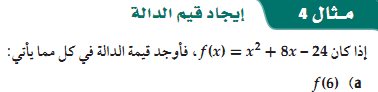 مثال 4 إيجاد قيم الدالة
إذا كان f(x) = x² + 8x − 24، فأوجد قيمة الدالة في كل مما يأتي:
f(6) (a